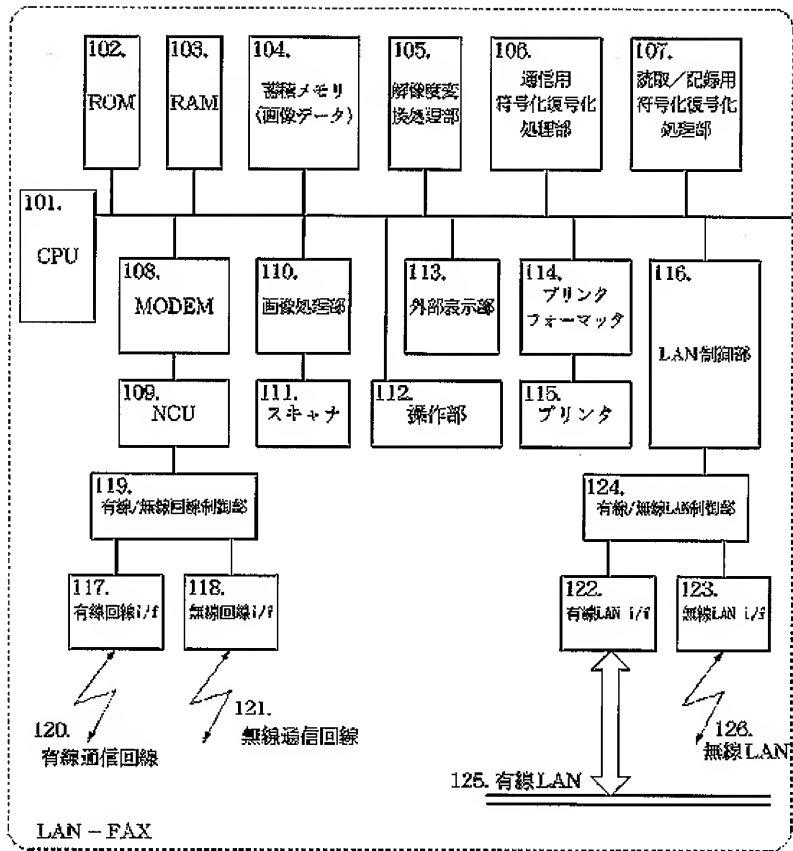 102.
ROM
103.
RAM
104.
蓄積メモリ
(画像データ)
105.
解像度変
換処理部
106.
通信用
符号化復号化
処理部
107.
読取/記録用
符号化復号化
処理部
101.
CPU
108.
MODEM
110.
画像処理部
113.
外部表示部
114.
プリンタ
フォーマッタ
116.
LAN制御部
109.
NCU
111.
スキャナ
112.
操作部
115.
プリンタ
119.
有線/無線回線制御部
124.
有線/無線LAN制御部
117.
有線回線i/f
118.
無線回線i/f
122.
有線LAN i/f
123.
無線LAN i/f
120.
有線通信回線
121.
無線通信回線
126.
無線LAN
125. 有線LAN
LAN-FAX